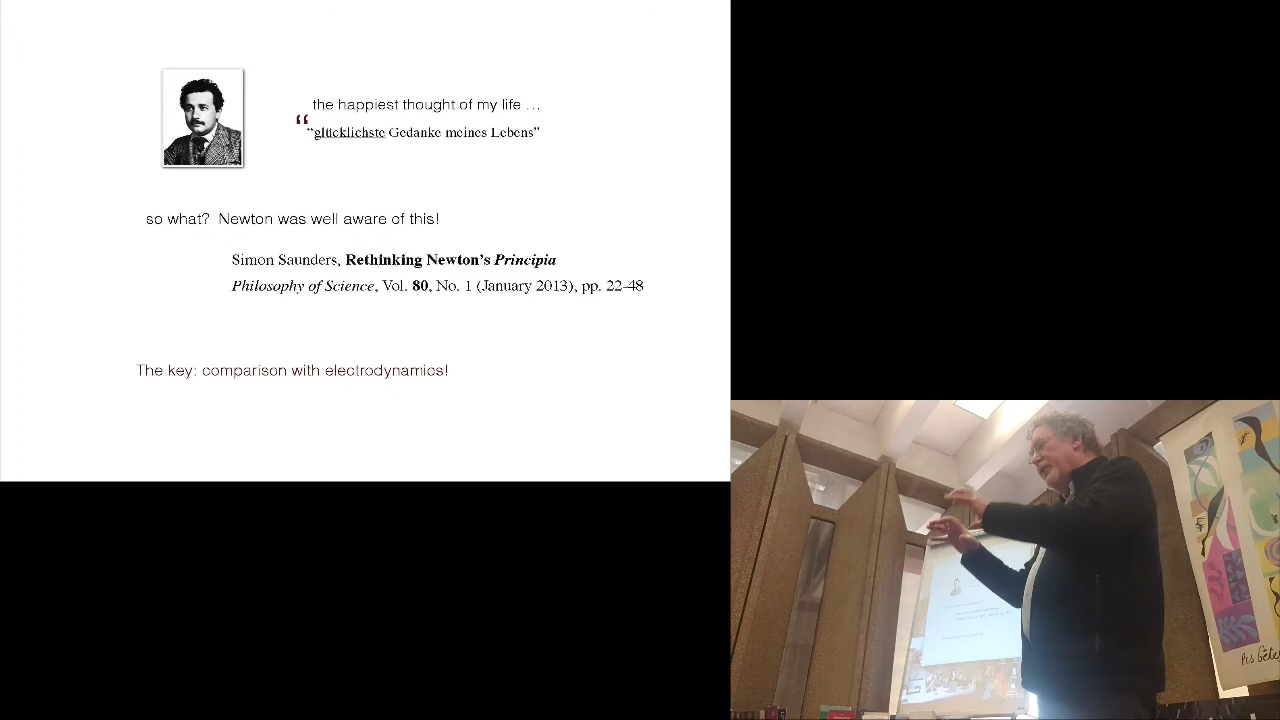 the happiest thought of my life …
“
“glücklichste Gedanke meines Lebens”
so what? Newton was well aware of this!
Simon Saunders, Rethinking Newton’s Principia
Philosophy of Science, Vol. 80, No. 1 (January 2013), pp. 22–48
The key: comparison with electrodynamics!
les bêtes